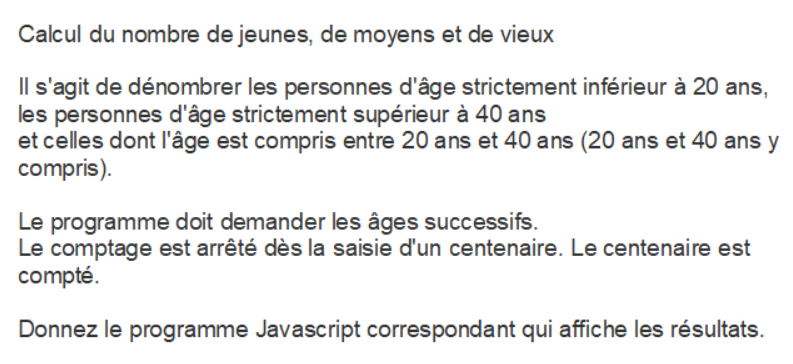 Calcul du nombre de jeunes, de moyens et de vieux
Il s'agit de dénombrer les personnes d'âge strictement inférieur à 20 ans,
les personnes d'âge strictement supérieur à 40 ans
et celles dont l'âge est compris entre 20 ans et 40 ans (20 ans et 40 ans y
compris).
Le programme doit demander les âges successifs.
Le comptage est arrêté dès la saisie d'un centenaire. Le centenaire est
compté.
Donnez le programme Javascript correspondant qui affiche les résultats.